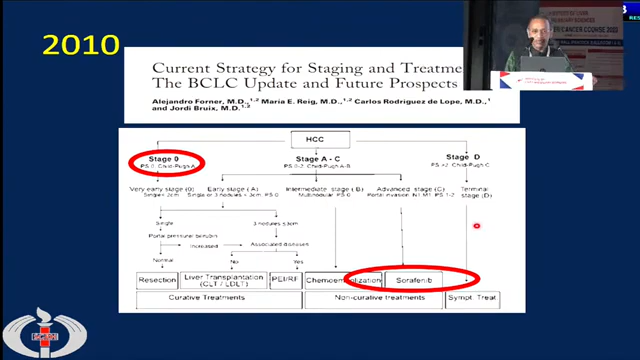 2010
Current Strategy for Staging and Treatme
The BCLC Update and Future Prospects
Alejandro Forner, M.D.,1,2 María E. Reig, M.D.,1,2 Carlos Rodriguez de Lope, M.D.,1
and Jordi Bruix, M.D.1,2
HCC
Stage 0
PS 0, Child-Pugh A
Stage A - C
PS 0-2, Child-Pugh A-B
Stage D
PS >2, Child-Pugh C
Very early stage (0)
Single < 2cm
Early stage (A)
Single or 3 nodules < 3cm, PS 0
Intermediate stage (B)
Multinodular, PS 0
Advanced stage (C)
Portal invasion, N1, M1, PS 1-2
Terminal
stage (D)
Single
3 nodules ≤3cm
Portal pressure/ bilirubin
Increased
Associated diseases
Normal
No
Yes
Resection
Liver Transplantation
(CLT / LDLT)
PEI/RF
Chemoembolization
Sorafenib
Curative Treatments
Non-curative treatments
Sympt. Treat